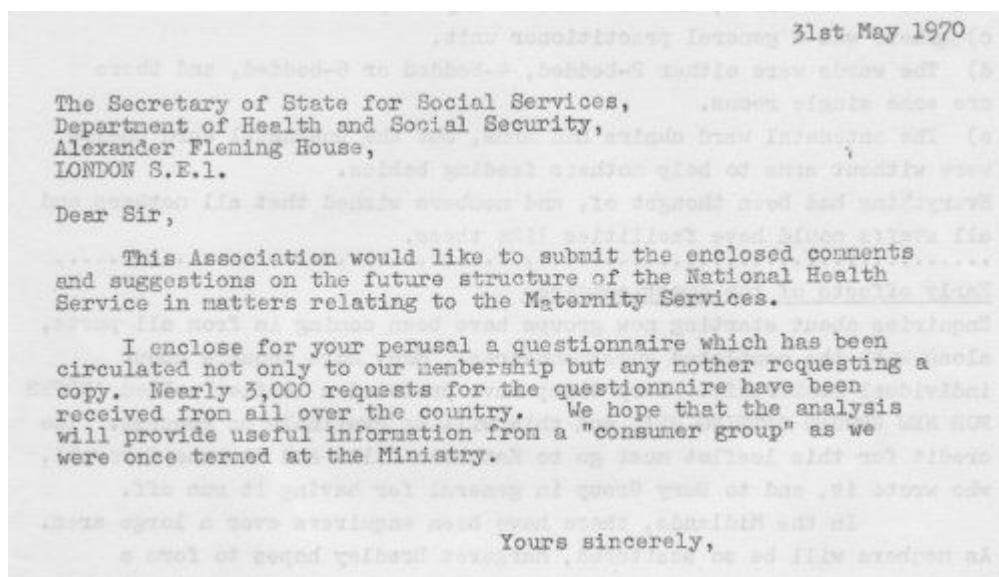 31st May 1970
The Secretary of State for Social Services,
Department of Health and Social Security,
Alexander Fleming House,
LONDON S.E.1.
Dear Sir,
This Association would like to submit the enclosed comments
and suggestions on the future structure of the National Health
Service in matters relating to the Maternity Services.
I enclose for your perusal a questionnaire which has been
circulated not only to our membership but any mother requesting a
copy. Nearly 3,000 requests for the questionnaire have been
received from all over the country. We hope that the analysis
will provide useful information from a "consumer group" as we
were once termed at the Ministry.
Yours sincerely,